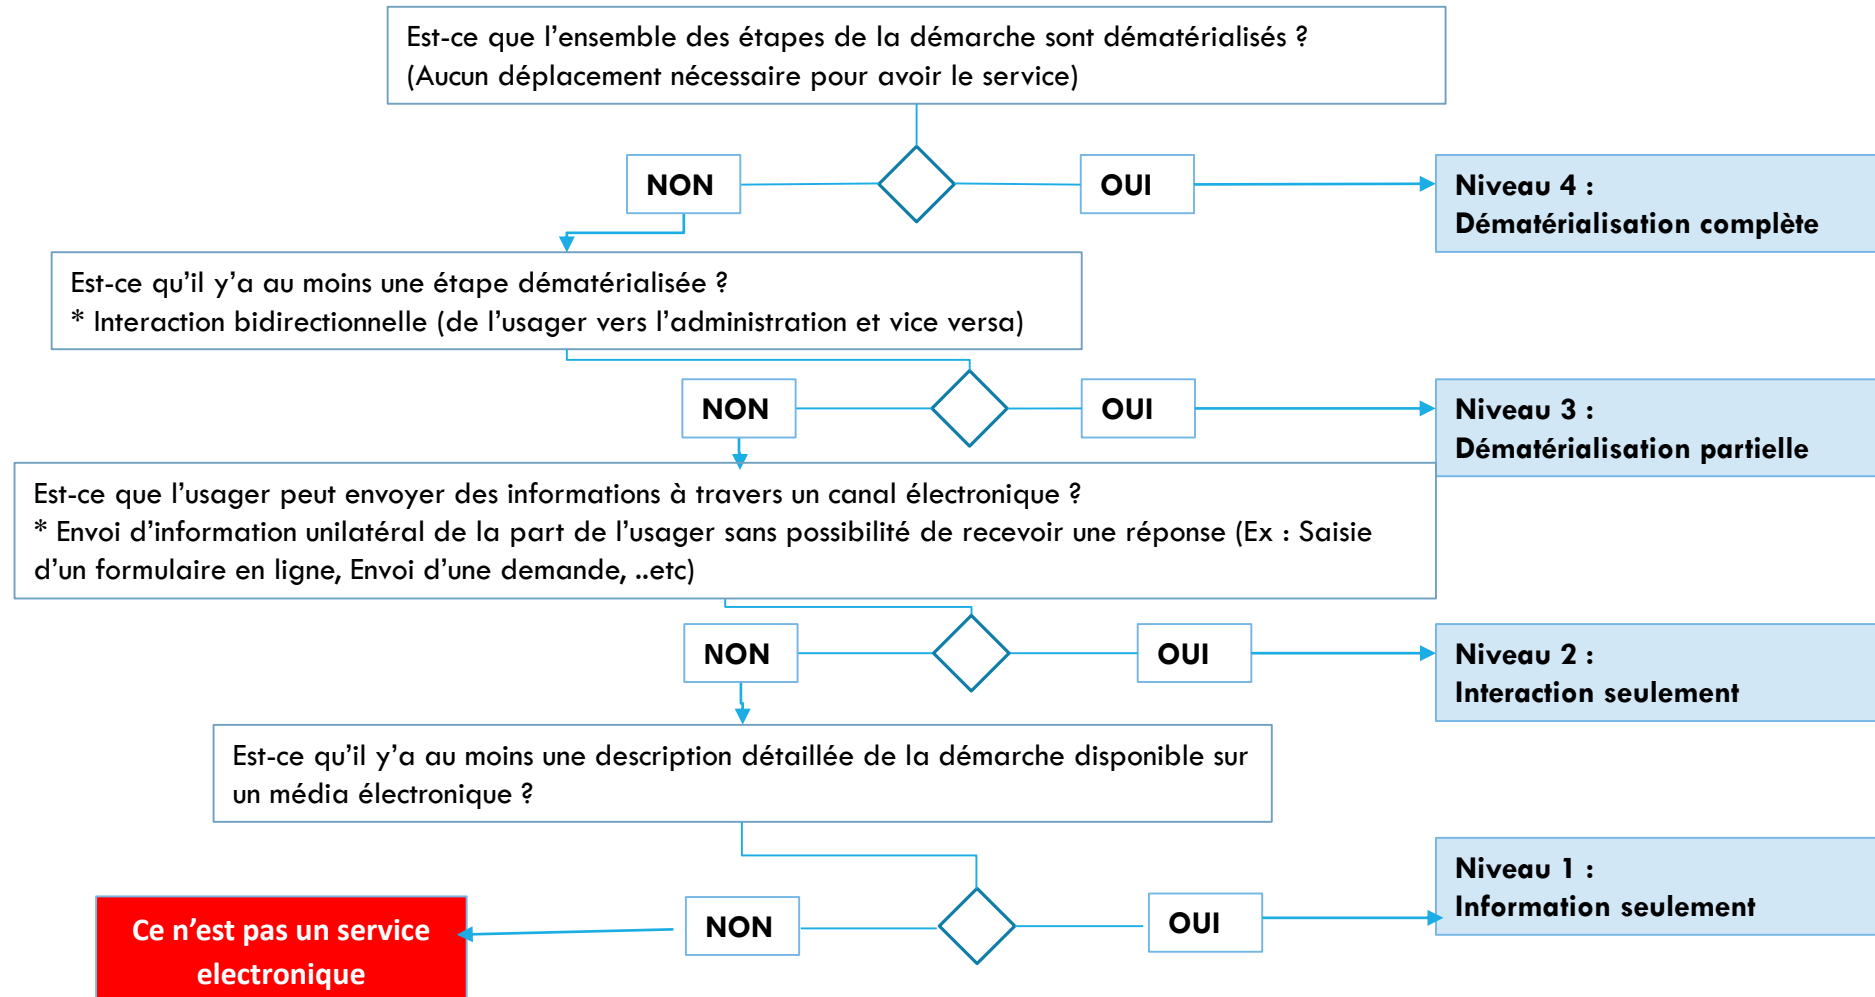 Est-ce que l'ensemble des étapes de la démarche sont dématérialisés ?
(Aucun déplacement nécessaire pour avoir le service)
NON
OUI
Niveau 4 :
Dématérialisation complète
Est-ce qu'il y'a au moins une étape dématérialisée ?
* Interaction bidirectionnelle (de l'usager vers l'administration et vice versa)
NON
OUI
Niveau 3 :
Dématérialisation partielle
Est-ce que l'usager peut envoyer des informations à travers un canal électronique ?
* Envoi d'information unilatéral de la part de l'usager sans possibilité de recevoir une réponse (Ex : Saisie
d'un formulaire en ligne, Envoi d'une demande, ..etc)
NON
OUI
Niveau 2 :
Interaction seulement
Est-ce qu'il y'a au moins une description détaillée de la démarche disponible sur
un média électronique ?
Niveau 1 :
Information seulement
Ce n'est pas un service
electronique
NON
OUI